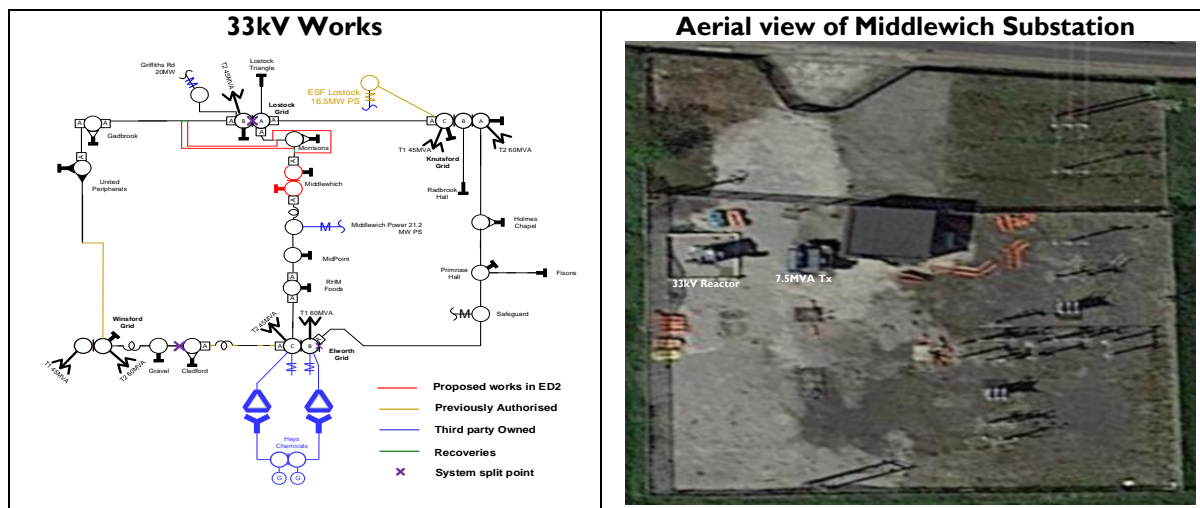 33kV Works
Griffiths Rd
20MW
T2 45MVA
Lostock
Triangle
ESF Lostock
16.5MW PS
M
M
Lostock
Grid
A
A
Gadbrook
A
B
A
A
A
A
C
B
A
Morrisons
T1 45MVA
Knutsford
Grid
T2 60MVA
A
United
Peripherals
A
Middlewhich
A
Radbrook
Hall
M
Middlewich Power 21.2
MW PS
Holmes
Chapel
MidPoint
A
RHM
Foods
A
Primrose
Hall
Fisons
M
Safeguard
Winsford
Grid
T2 45MVA
T1 60MVA
T1 45MVA
T2 60MVA
Gravel
A
Cledford
A
C
B
Elworth
Grid
Heys
Chemicals
G
G
Proposed works in ED2
Previously Authorised
Third party Owned
Recoveries
System split point
Aerial view of Middlewich Substation
33kV Reactor
7.5MVA Tx